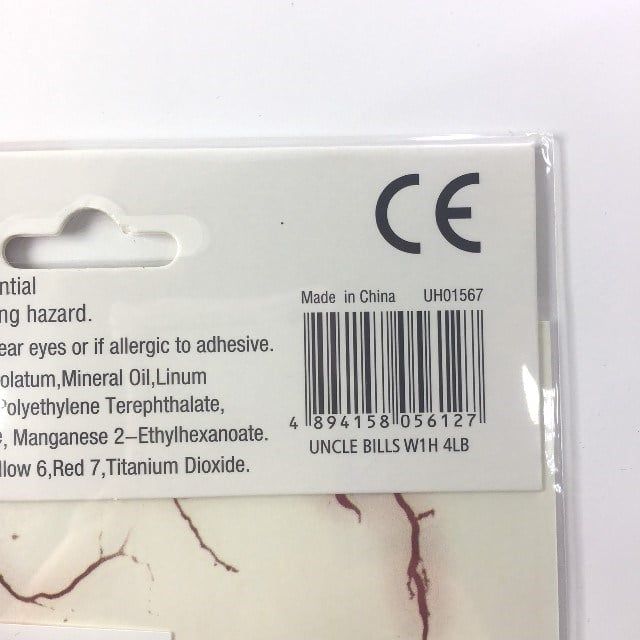 CE
ntial
ng hazard.
ear eyes or if allergic to adhesive.
olatum,Mineral Oil,Linum
Polyethylene Terephthalate,
, Manganese 2–Ethylhexanoate.
llow 6,Red 7,Titanium Dioxide.
Made in China UH01567
4 894158 056127
UNCLE BILLS W1H 4LB